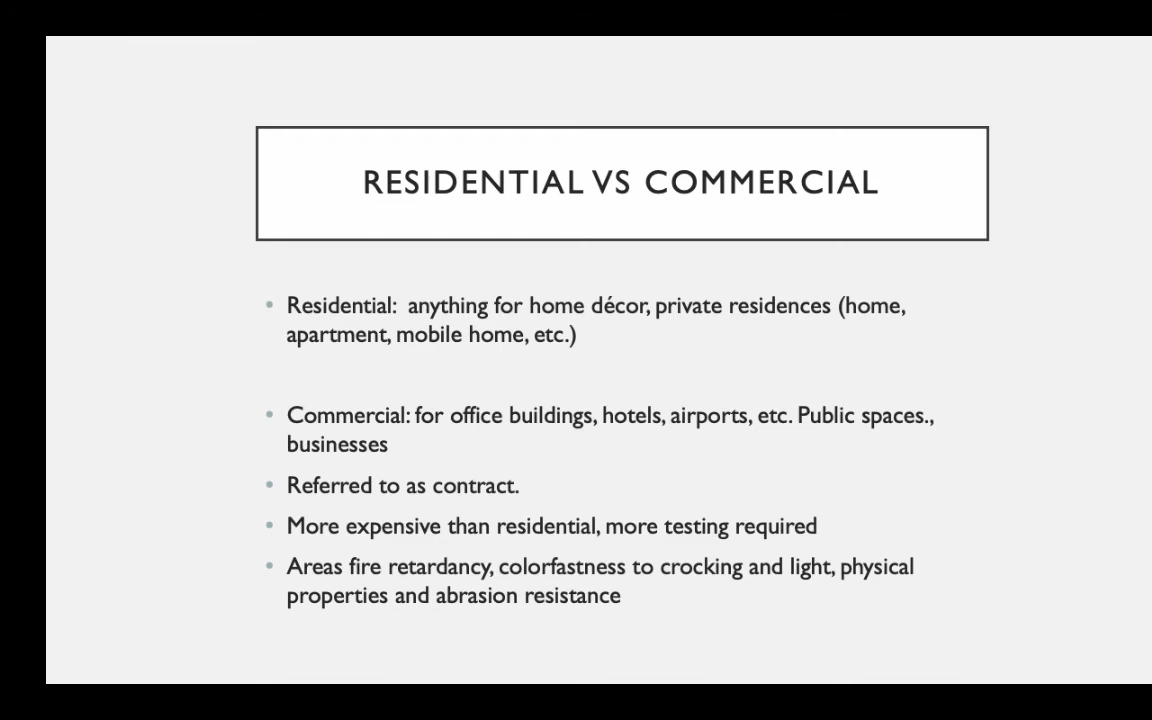 RESIDENTIAL VS COMMERCIAL
• Residential:  anything for home décor, private residences (home,
apartment, mobile home, etc.)
• Commercial: for office buildings, hotels, airports, etc. Public spaces.,
businesses
• Referred to as contract.
• More expensive than residential, more testing required
• Areas fire retardancy, colorfastness to crocking and light, physical
properties and abrasion resistance